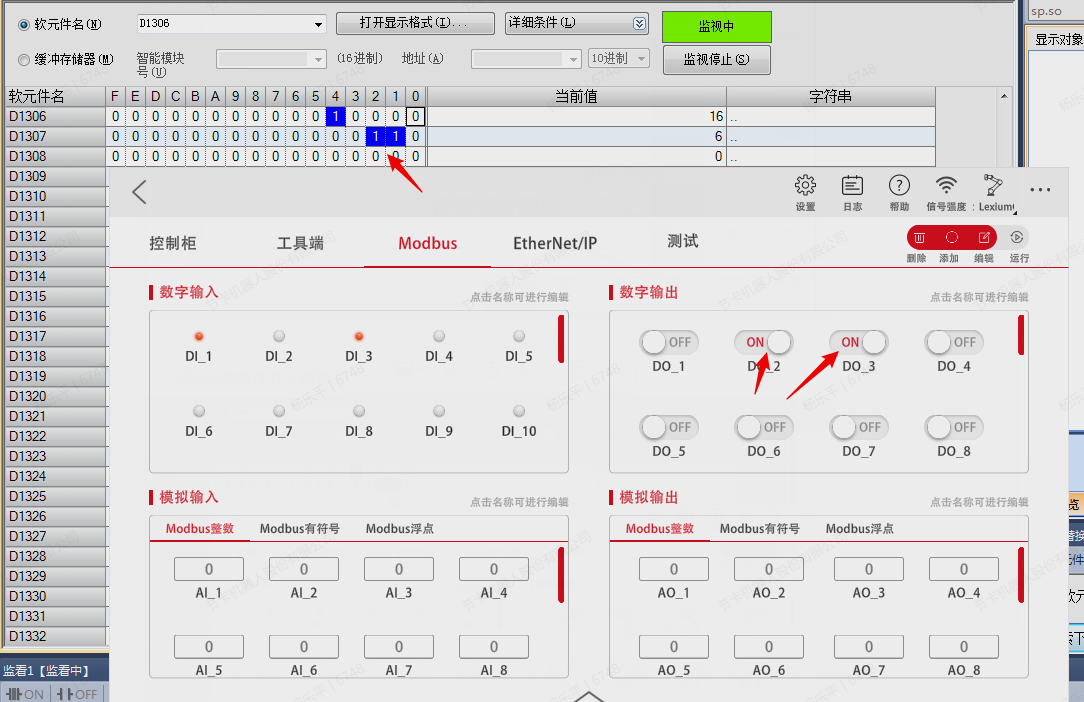 sp.so
软元件名(N) D1306 打开显示格式(I)... 详细条件(L) 监视中
显示对象
缓冲存储器(M) 智能模块号(U) (16进制) 地址(A) 10进制 监视停止(S)
软元件名 F E D C B A 9 8 7 6 5 4 3 2 1 0 当前值 字符串
D1306 0 0 0 0 0 0 0 0 0 0 0 1 0 0 0 0 16 ..
D1307 0 0 0 0 0 0 0 0 0 0 0 0 0 1 1 0 6 ..
D1308 0 0 0 0 0 0 0 0 0 0 0 0 0 0 0 0 0 ..
D1309
D1310
D1311
D1312
D1313
D1314
D1315
D1316
D1317
D1318
D1319
D1320
D1321
D1322
D1323
D1324
D1325
D1326
D1327
D1328
D1329
D1330
D1331
D1332
监看1【监看中】
ON OFF
设置 日志 帮助 信号强度 : Lexium
控制柜 工具端 Modbus EtherNet/IP 测试
删除 添加 编辑 运行
数字输入 点击名称可进行编辑
DI_1 DI_2 DI_3 DI_4 DI_5
DI_6 DI_7 DI_8 DI_9 DI_10
数字输出 点击名称可进行编辑
OFF ON ON OFF
DO_1 DO_2 DO_3 DO_4
OFF OFF OFF OFF
DO_5 DO_6 DO_7 DO_8
模拟输入 点击名称可进行编辑
Modbus整数 Modbus有符号 Modbus浮点
0 0 0 0
AI_1 AI_2 AI_3 AI_4
0 0 0 0
AI_5 AI_6 AI_7 AI_8
模拟输出 点击名称可进行编辑
Modbus整数 Modbus有符号 Modbus浮点
0 0 0 0
AO_1 AO_2 AO_3 AO_4
0 0 0 0
AO_5 AO_6 AO_7 AO_8